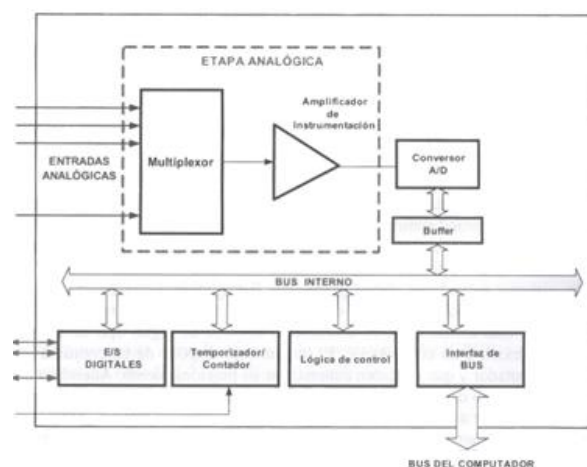 ETAPA ANALÓGICA
Amplificador
de
Instrumentación
ENTRADAS
ANALÓGICAS
Multiplexor
Conversor
A/D
Buffer
BUS INTERNO
E/S
DIGITALES
Temporizador/
Contador
Lógica de control
Interfaz de
BUS
BUS DEL COMPUTADOR